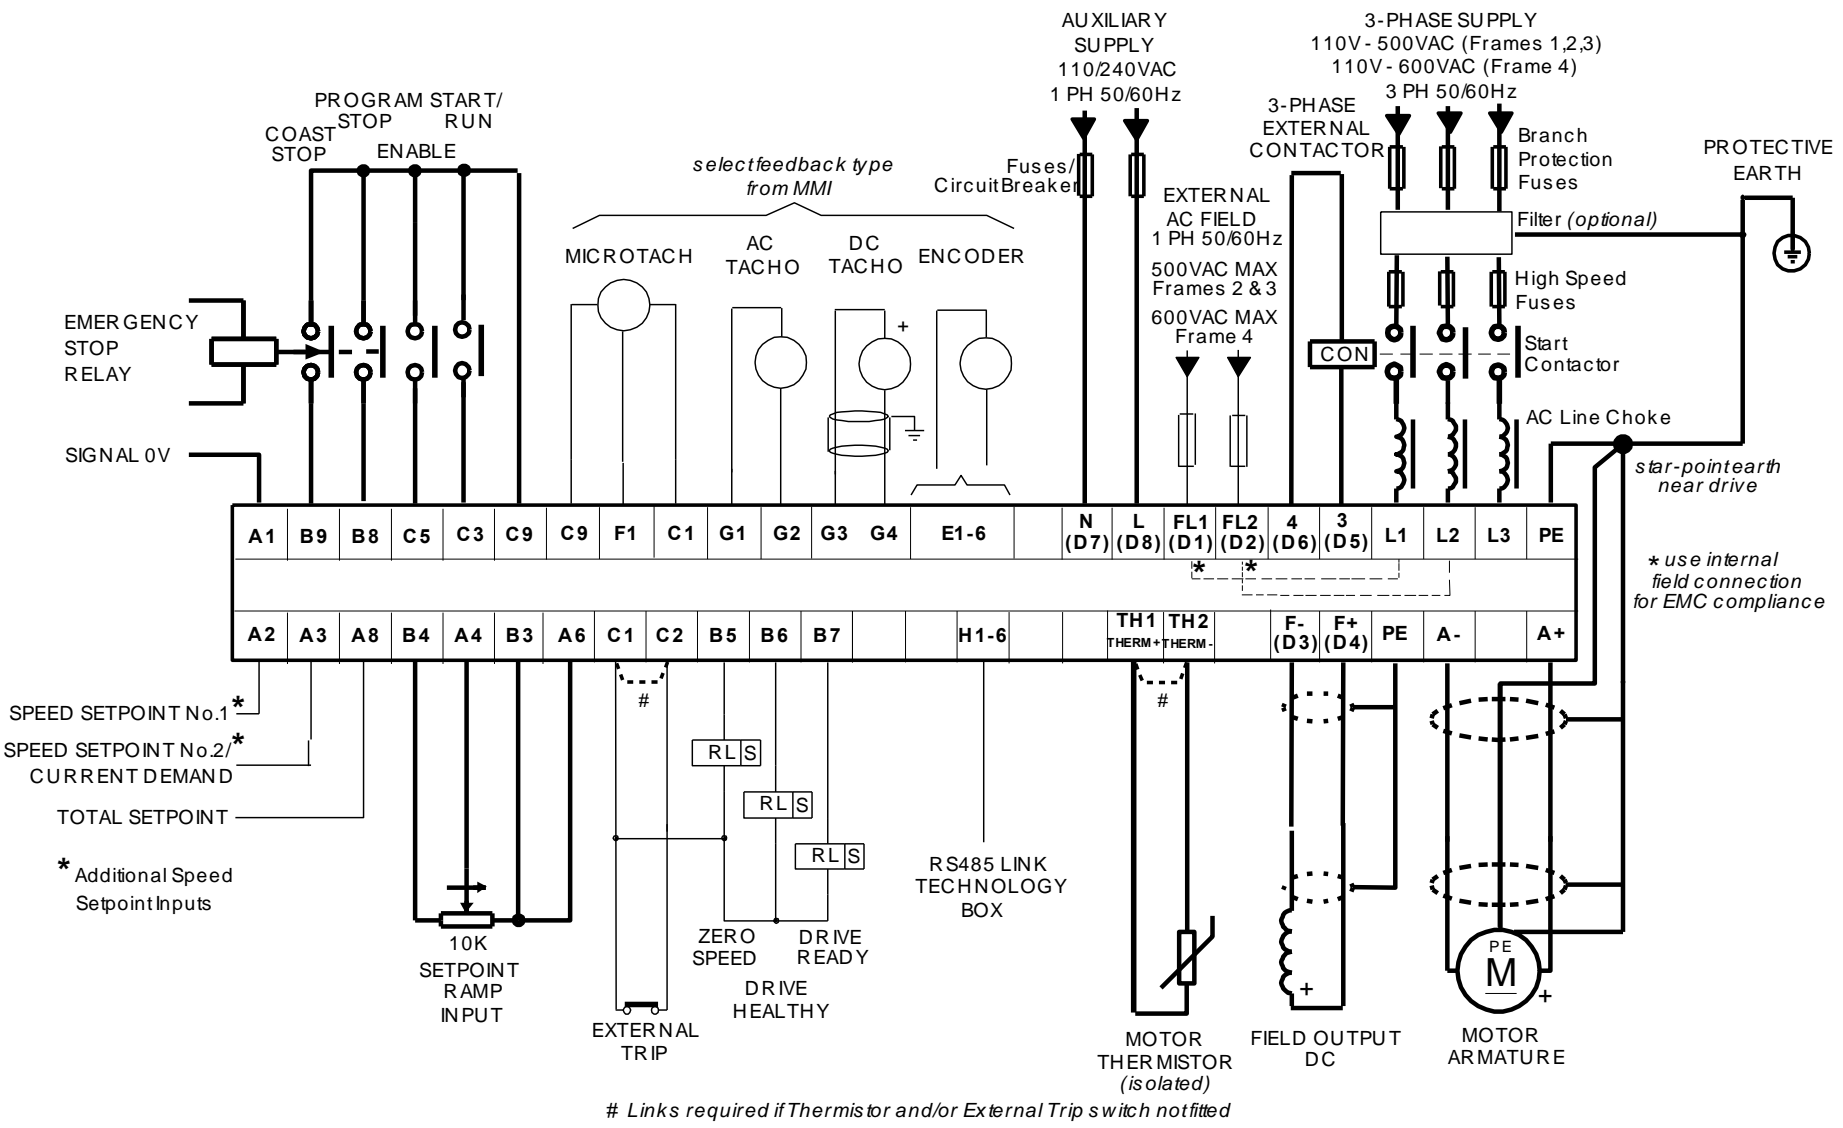 AUXILIARY
SUPPLY
110/240VAC
1 PH 50/60Hz
3-PHASE SUPPLY
110V - 500VAC (Frames 1,2,3)
110V - 600VAC (Frame 4)
3 PH 50/60Hz
PROGRAM
STOP
START/
RUN
COAST
STOP
ENABLE
select feedback type
from MMI
Fuses/
Circuit Breaker
3-PHASE
EXTERNAL
CONTACTOR
Branch
Protection
Fuses
PROTECTIVE
EARTH
EXTERNAL
AC FIELD
1 PH 50/60Hz
500VAC MAX
Frames 2 & 3
600VAC MAX
Frame 4
Filter (optional)
MICROTACH
AC
TACHO
DC
TACHO
ENCODER
High Speed
Fuses
EMERGENCY
STOP
RELAY
+
CON
Start
Contactor
AC Line Choke
SIGNAL 0V
star-point earth
near drive
A1 B9 B8 C5 C3 C9 C9 F1 C1 G1 G2 G3 G4 E1-6 N (D7) L (D8) FL1 (D1) FL2 (D2) 4 (D6) 3 (D5) L1 L2 L3 PE
* *
* use internal
field connection
for EMC compliance
A2 A3 A8 B4 A4 B3 A6 C1 C2 B5 B6 B7 H1-6 TH1 THERM+ TH2 THERM- F- (D3) F+ (D4) PE A- A+
# #
SPEED SETPOINT No.1 *
SPEED SETPOINT No.2/ *
CURRENT DEMAND
TOTAL SETPOINT
* Additional Speed
Setpoint Inputs
RL S
RL S
RL S
10K
SETPOINT
RAMP
INPUT
ZERO
SPEED
DRIVE
READY
DRIVE
HEALTHY
EXTERNAL
TRIP
RS485 LINK
TECHNOLOGY
BOX
MOTOR
THERMISTOR
(isolated)
+
FIELD OUTPUT
DC
PE
M
+
MOTOR
ARMATURE
# Links required if Thermistor and/or External Trip switch not fitted